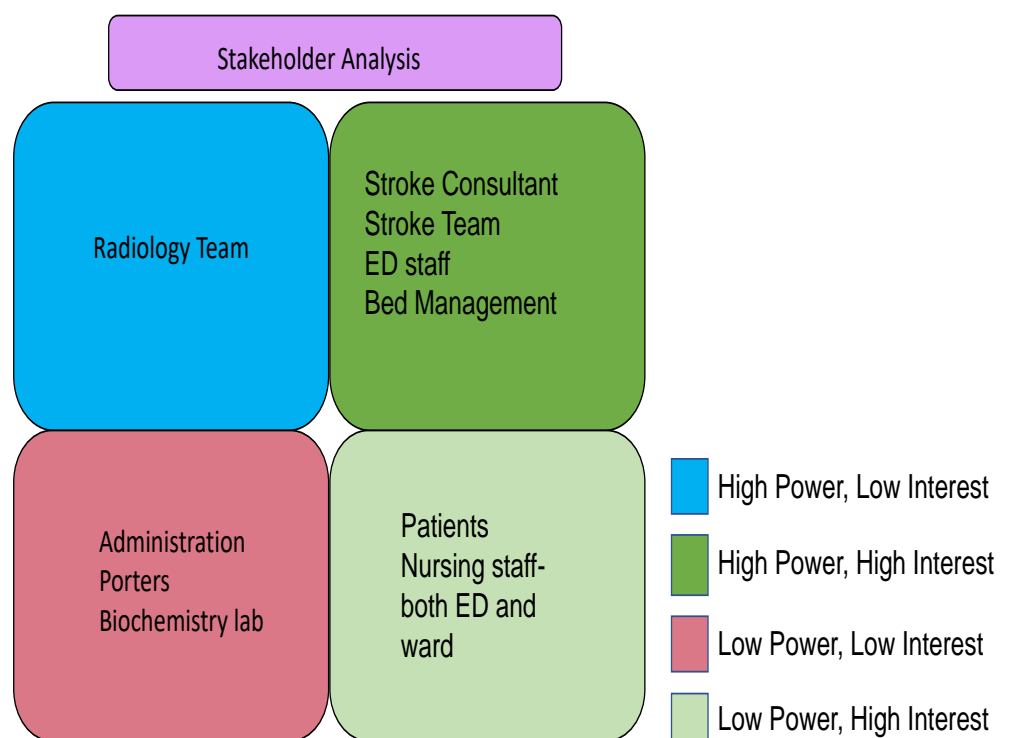 Stakeholder Analysis
Radiology Team
Stroke Consultant
Stroke Team
ED staff
Bed Management
Administration
Porters
Biochemistry lab
Patients
Nursing staff-
both ED and
ward
High Power, Low Interest
High Power, High Interest
Low Power, Low Interest
Low Power, High Interest